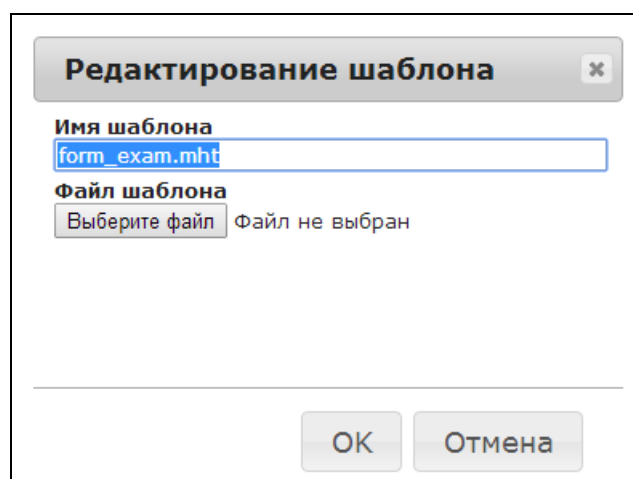 Редактирование шаблона
Имя шаблона
form_exam.mht
Файл шаблона
Выберите файл Файл не выбран
OK Отмена